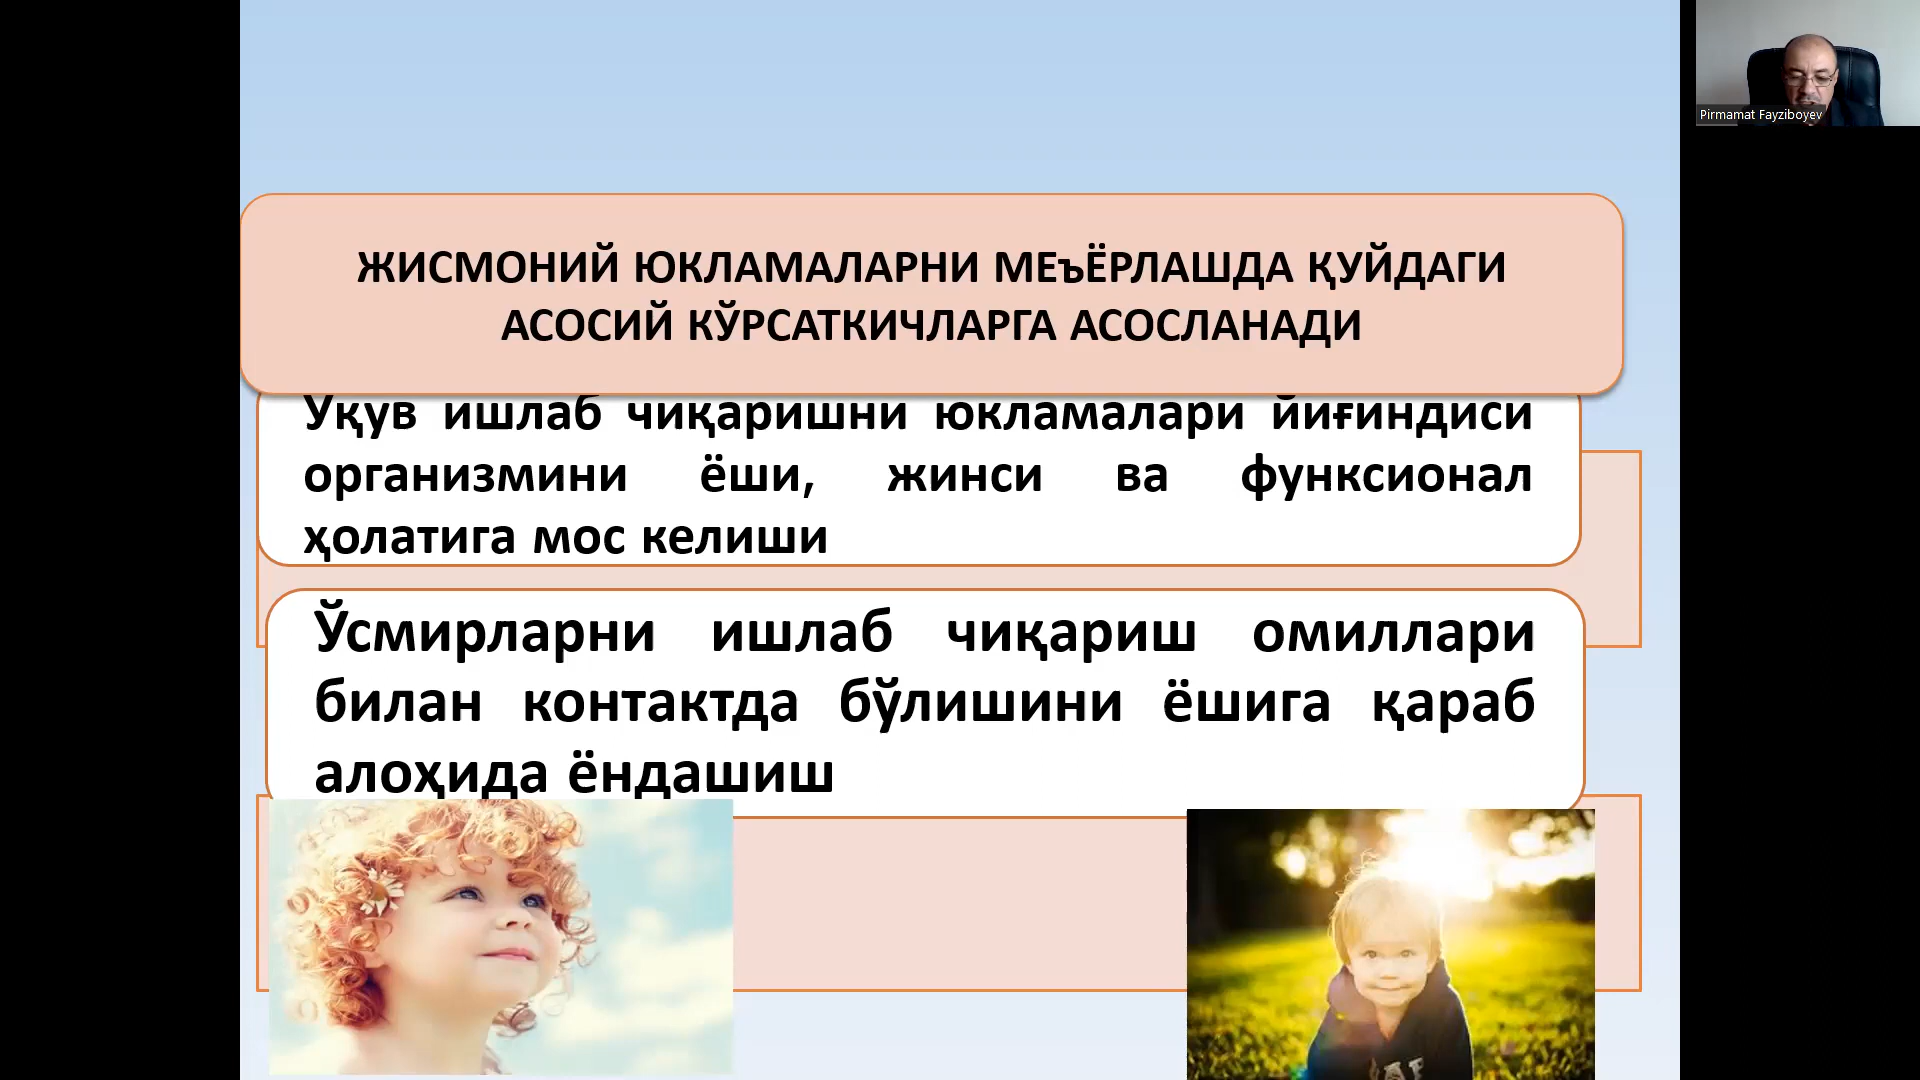 ЖИСМОНИЙ ЮКЛАМАЛАРНИ МЕъЁРЛАШДА ҚУЙДАГИ
АСОСИЙ КЎРСАТКИЧЛАРГА АСОСЛАНАДИ
Ўқув ишлаб чиқаришни юкламалари йиғиндиси
организмини ёши, жинси ва функсионал
ҳолатига мос келиши
Ўсмирларни ишлаб чиқариш омиллари
билан контактда бўлишини ёшига қараб
алоҳида ёндашиш
Pirmamat Fayziboyev